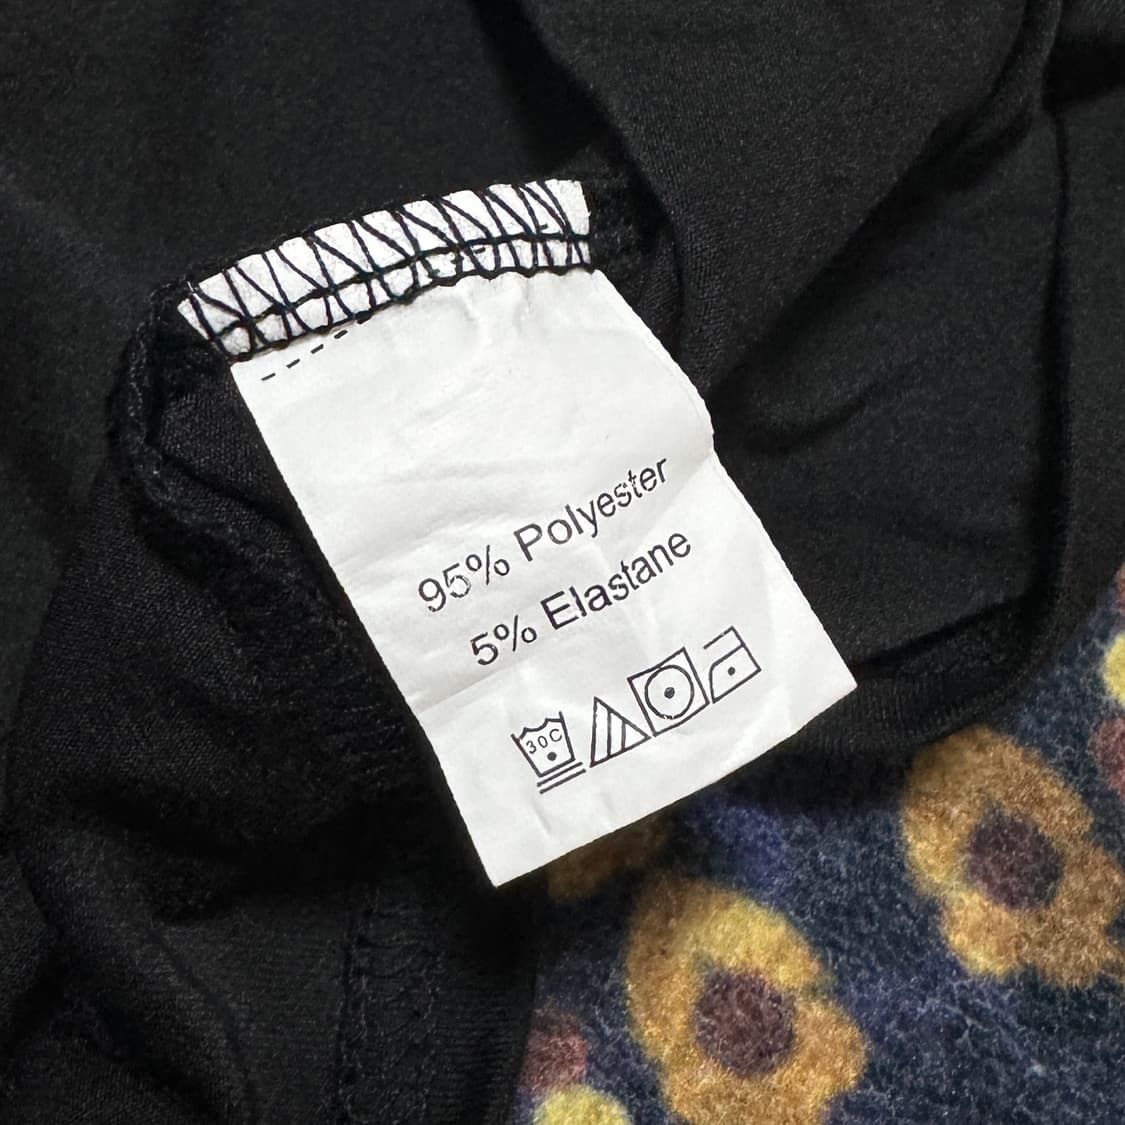 95% Polyester
5% Elastane
30C